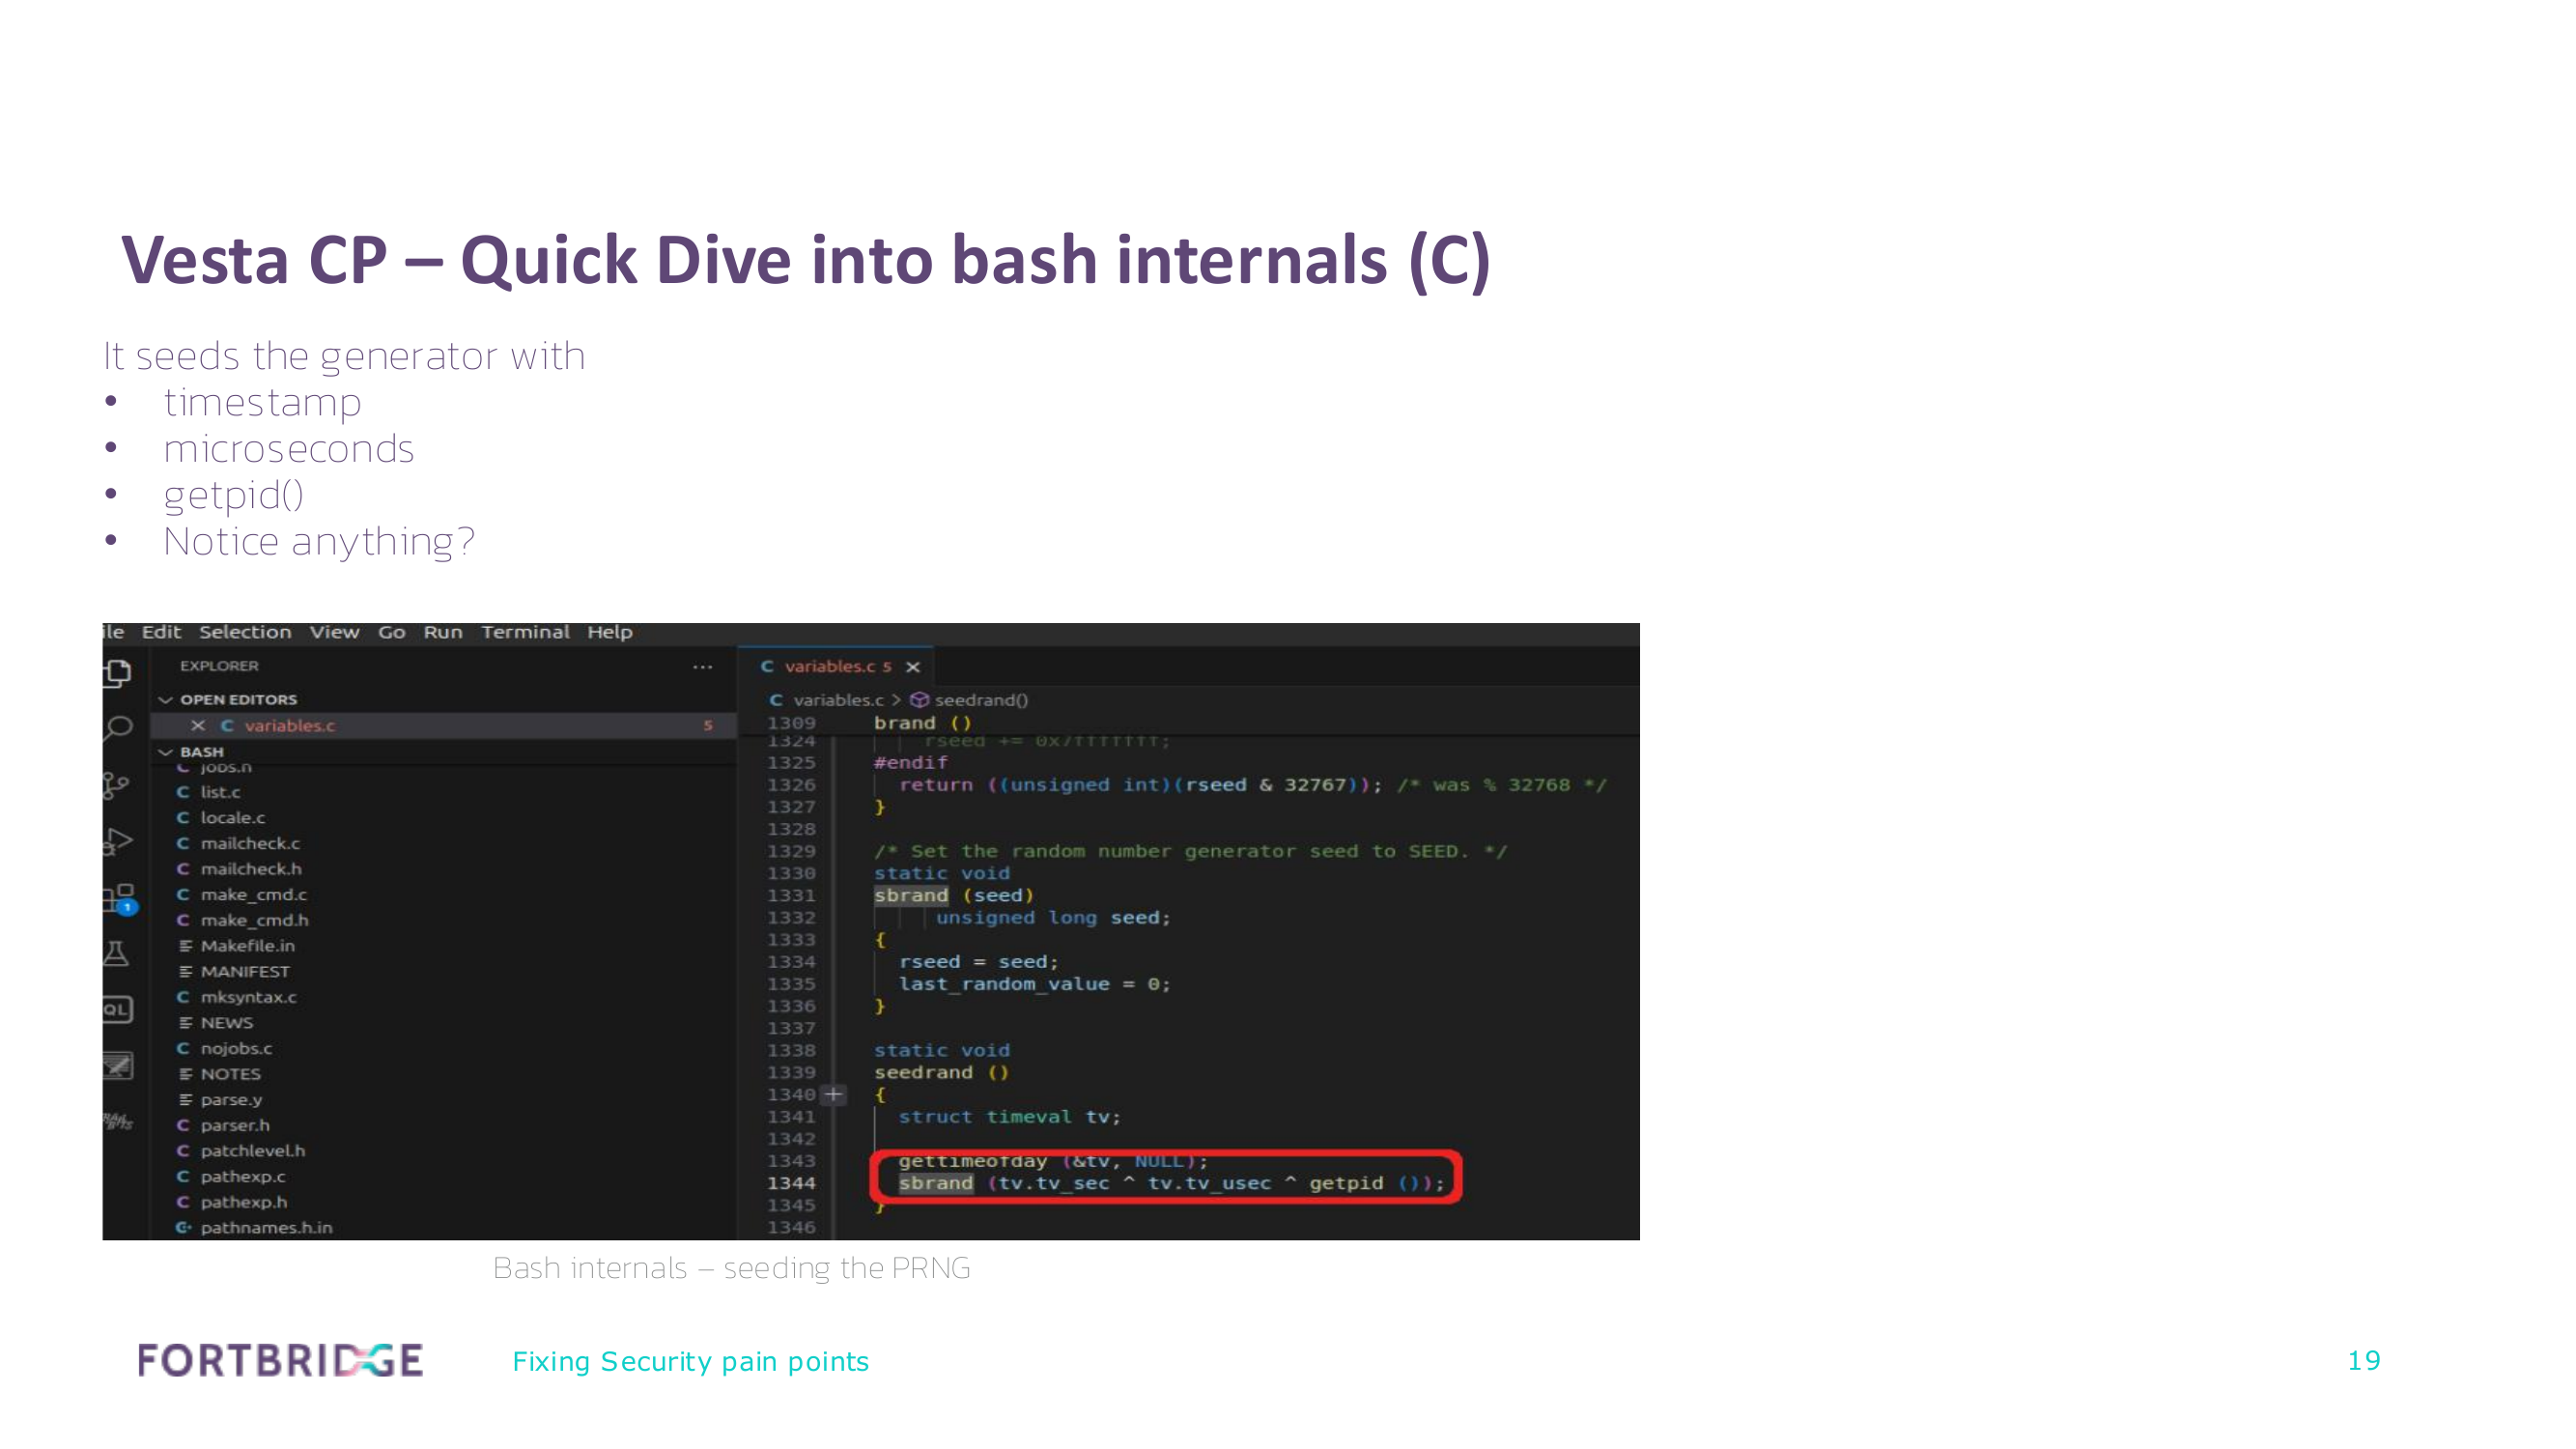 Vesta CP – Quick Dive into bash internals (C)
It seeds the generator with
• timestamp
• microseconds
• getpid()
• Notice anything?
ile Edit Selection View Go Run Terminal Help
EXPLORER ...
OPEN EDITORS
X C variables.c 5
BASH
C jobs.h
C list.c
C locale.c
C mailcheck.c
C mailcheck.h
C make_cmd.c
C make_cmd.h
Makefile.in
MANIFEST
C mksyntax.c
NEWS
C nojobs.c
NOTES
parse.y
C parser.h
C patchlevel.h
C pathexp.c
C pathexp.h
pathnames.h.in
1
QL
C variables.c 5 X
C variables.c > seedrand()
1309 brand ()
1324 rseed += 0x7fffffff;
1325 #endif
1326 return ((unsigned int)(rseed & 32767)); /* was % 32768 */
1327 }
1328
1329 /* Set the random number generator seed to SEED. */
1330 static void
1331 sbrand (seed)
1332 unsigned long seed;
1333 {
1334 rseed = seed;
1335 last_random_value = 0;
1336 }
1337
1338 static void
1339 seedrand ()
1340 + {
1341 struct timeval tv;
1342
1343 gettimeofday (&tv, NULL);
1344 sbrand (tv.tv_sec ^ tv.tv_usec ^ getpid ());
1345 }
1346
Bash internals – seeding the PRNG
FORTBRIDGE
Fixing Security pain points
19